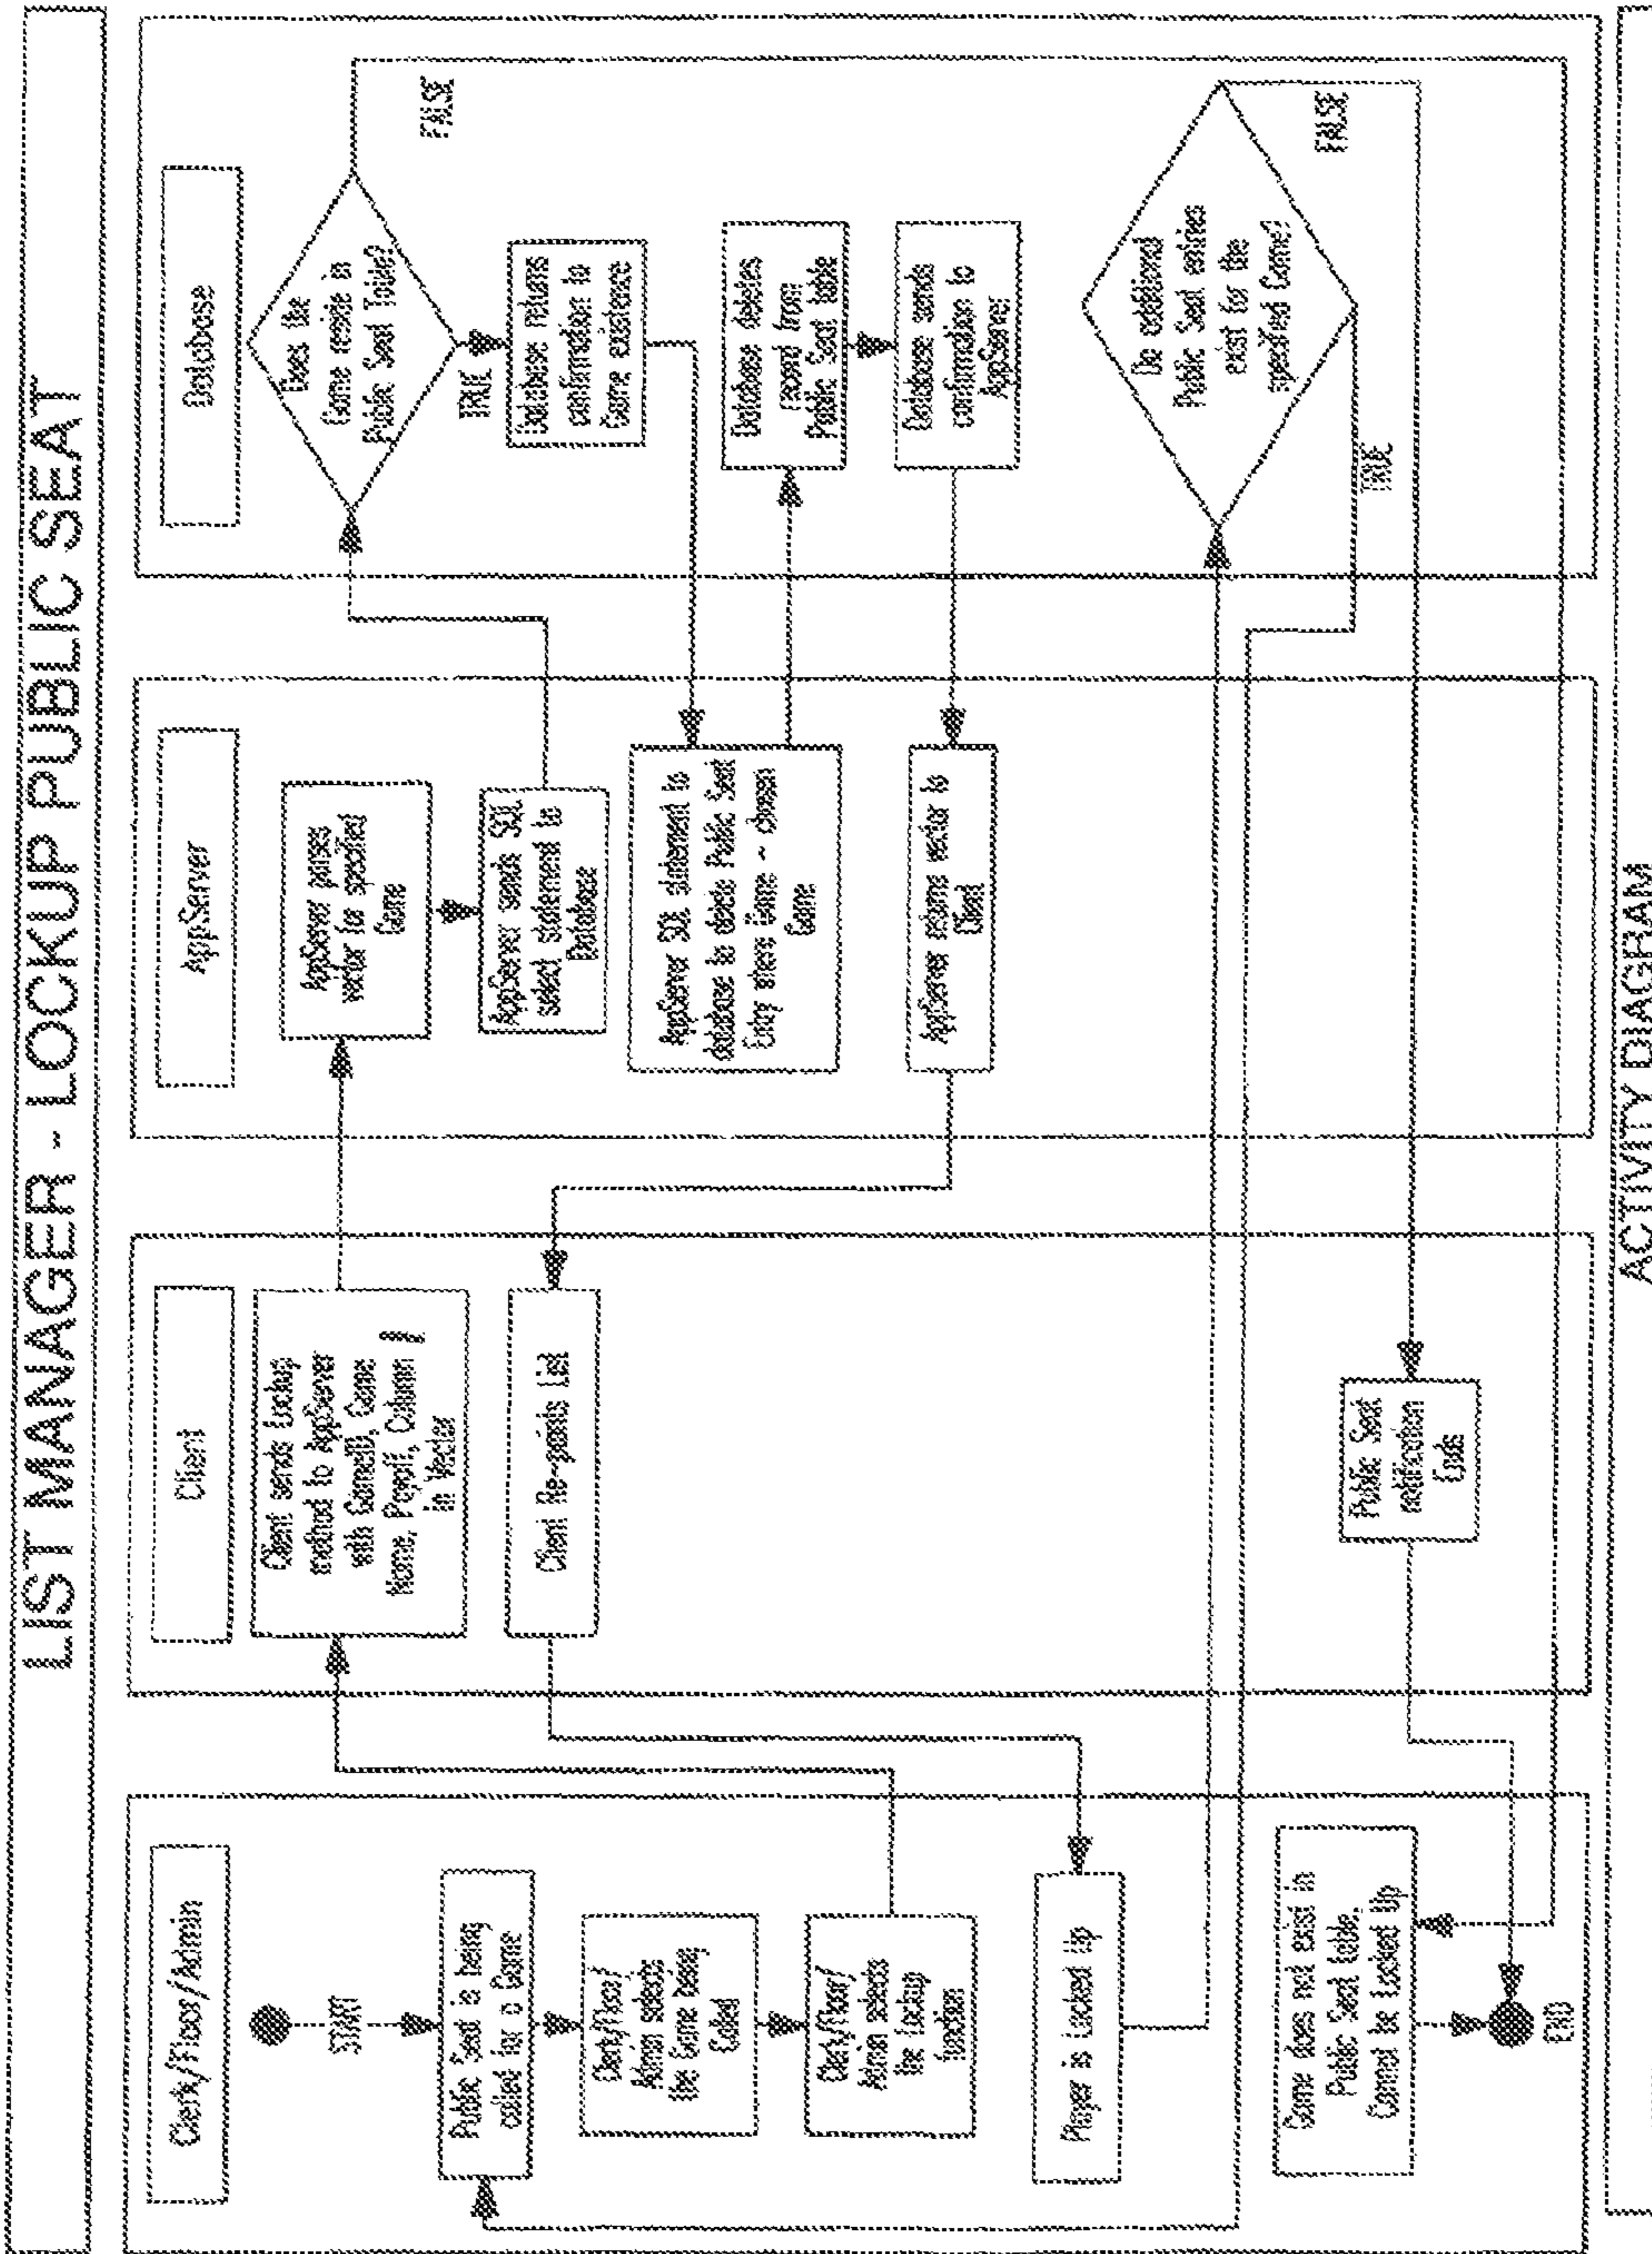 LIST MANAGER - LOCKUP PUBLIC SEAT
Clerk/Floor/Admin
START
Public Seat is being
called for a Game
Clerk/Floor/
Admin selects
the Game being
Called
Clerk/Floor/
Admin selects
the Lockup
function
Player is Locked Up
Game does not exist in
Public Seat table,
Cannot be Locked Up
END
Client
Client sends Lockup
method to AppServer
with GameID, Game
Name, Payoff, Column #
in Vector
Client Re-paints List
Public Seat
notification
Ends
AppServer
AppServer parses
vector for specified
Game
AppServer sends SQL
select statement to
Database
AppServer SQL statement to
database to delete Public Seat
Entry where Game ~ chosen
Game
AppServer returns vector to
Client
Database
Does the
Game reside in
Public Seat Table?
FALSE
TRUE
Database returns
confirmation to
Game existence
Database deletes
record from
Public Seat table
Database sends
confirmation to
AppServer
Do additional
Public Seat entries
exist for the
specified Game?
FALSE
TRUE
ACTIVITY DIAGRAM